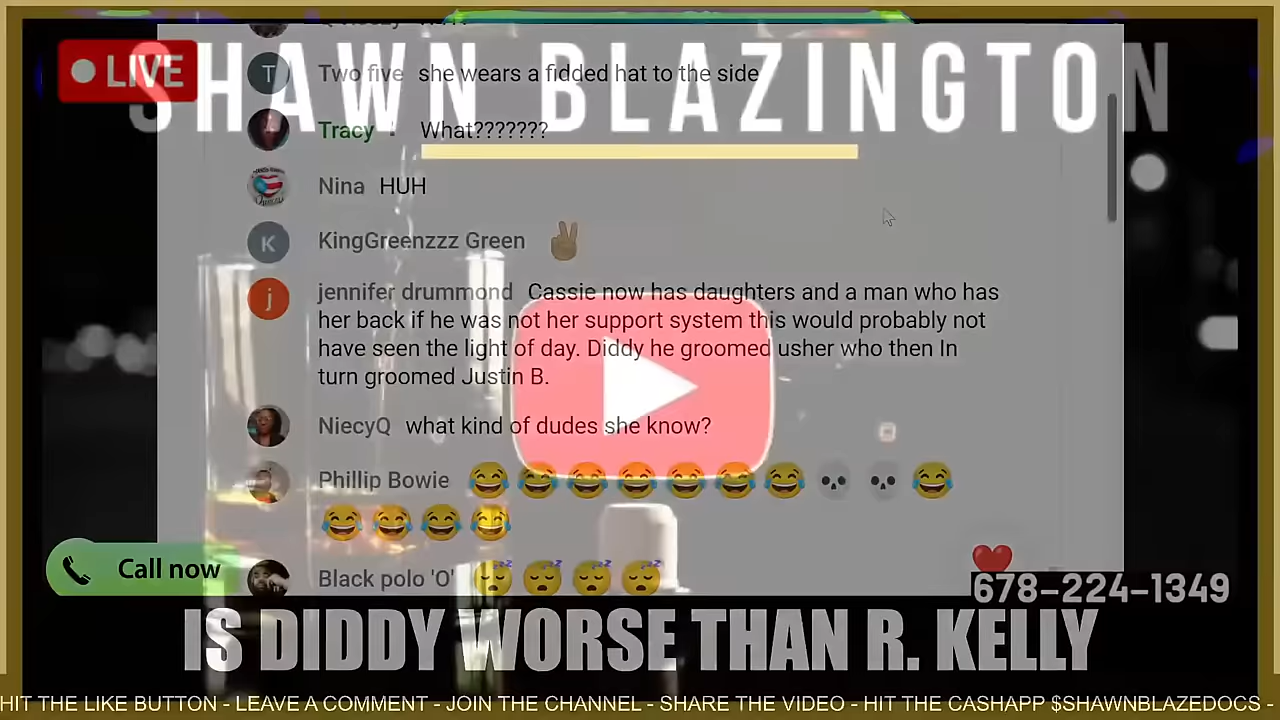 SHAWN BLAZINGTON
LIVE
Two five she wears a fidded hat to the side
Tracy ! What???????
Nina HUH
K KingGreenzzz Green
jennifer drummond Cassie now has daughters and a man who has
her back if he was not her support system this would probably not
have seen the light of day. Diddy he groomed usher who then In
turn groomed Justin B.
NiecyQ what kind of dudes she know?
Phillip Bowie
Black polo 'O'
Call now
678-224-1349
IS DIDDY WORSE THAN R. KELLY
HIT THE LIKE BUTTON - LEAVE A COMMENT - JOIN THE CHANNEL - SHARE THE VIDEO - HIT THE CASHAPP $SHAWNBLAZEDOCS -